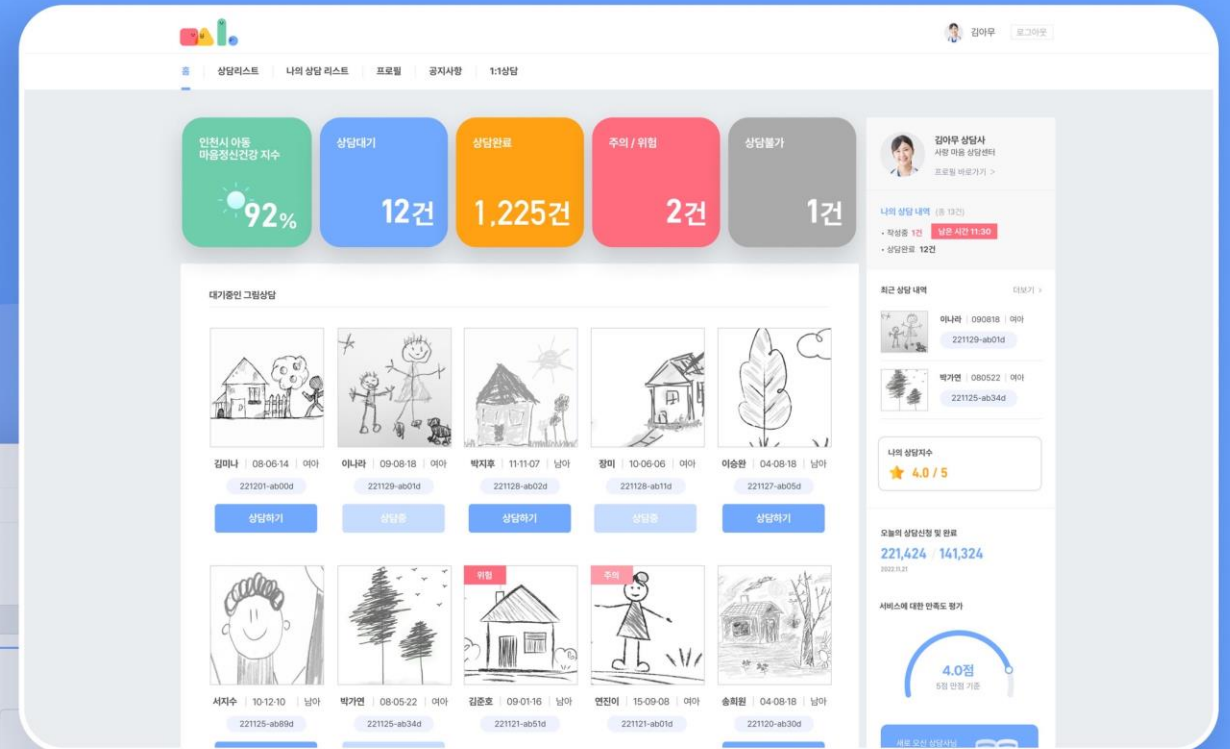 김아무 로그아웃
홈 상담리스트 나의 상담 리스트 프로필 공지사항 1:1상담
인천시 아동
마음정신건강 지수
92%
상담대기
12건
상담완료
1,225건
주의 / 위험
2건
상담불가
1건
김아무 상담사
사랑 마음 상담센터
프로필 바로가기 >
나의 상담 내역 (총 13건)
• 작성중 1건 남은 시간 11:30
• 상담완료 12건
대기중인 그림상담
김미나 | 08-06-14 | 여아
221201-ab00d
상담하기
이나라 | 09-08-18 | 여아
221129-ab01d
상담중
박지후 | 11-11-07 | 남아
221128-ab02d
상담하기
장미 | 10-06-06 | 여아
221128-ab11d
상담중
이승완 | 04-08-18 | 남아
221127-ab05d
상담하기
서지수 | 10-12-10 | 남아
221125-ab89d
박가연 | 08-05-22 | 여아
221125-ab34d
위험
김준호 | 09-01-16 | 남아
221121-ab51d
주의
연진이 | 15-09-08 | 여아
221121-ab01d
송희원 | 04-08-18 | 남아
221120-ab30d
최근 상담 내역 더보기 >
이나라 | 090818 | 여아
221129-ab01d
박가연 | 080522 | 여아
221125-ab34d
나의 상담지수
4.0 / 5
오늘의 상담신청 및 완료
221,424 / 141,324
2022.11.21
서비스에 대한 만족도 평가
4.0점
5점 만점 기준
새로 오신 상담사님